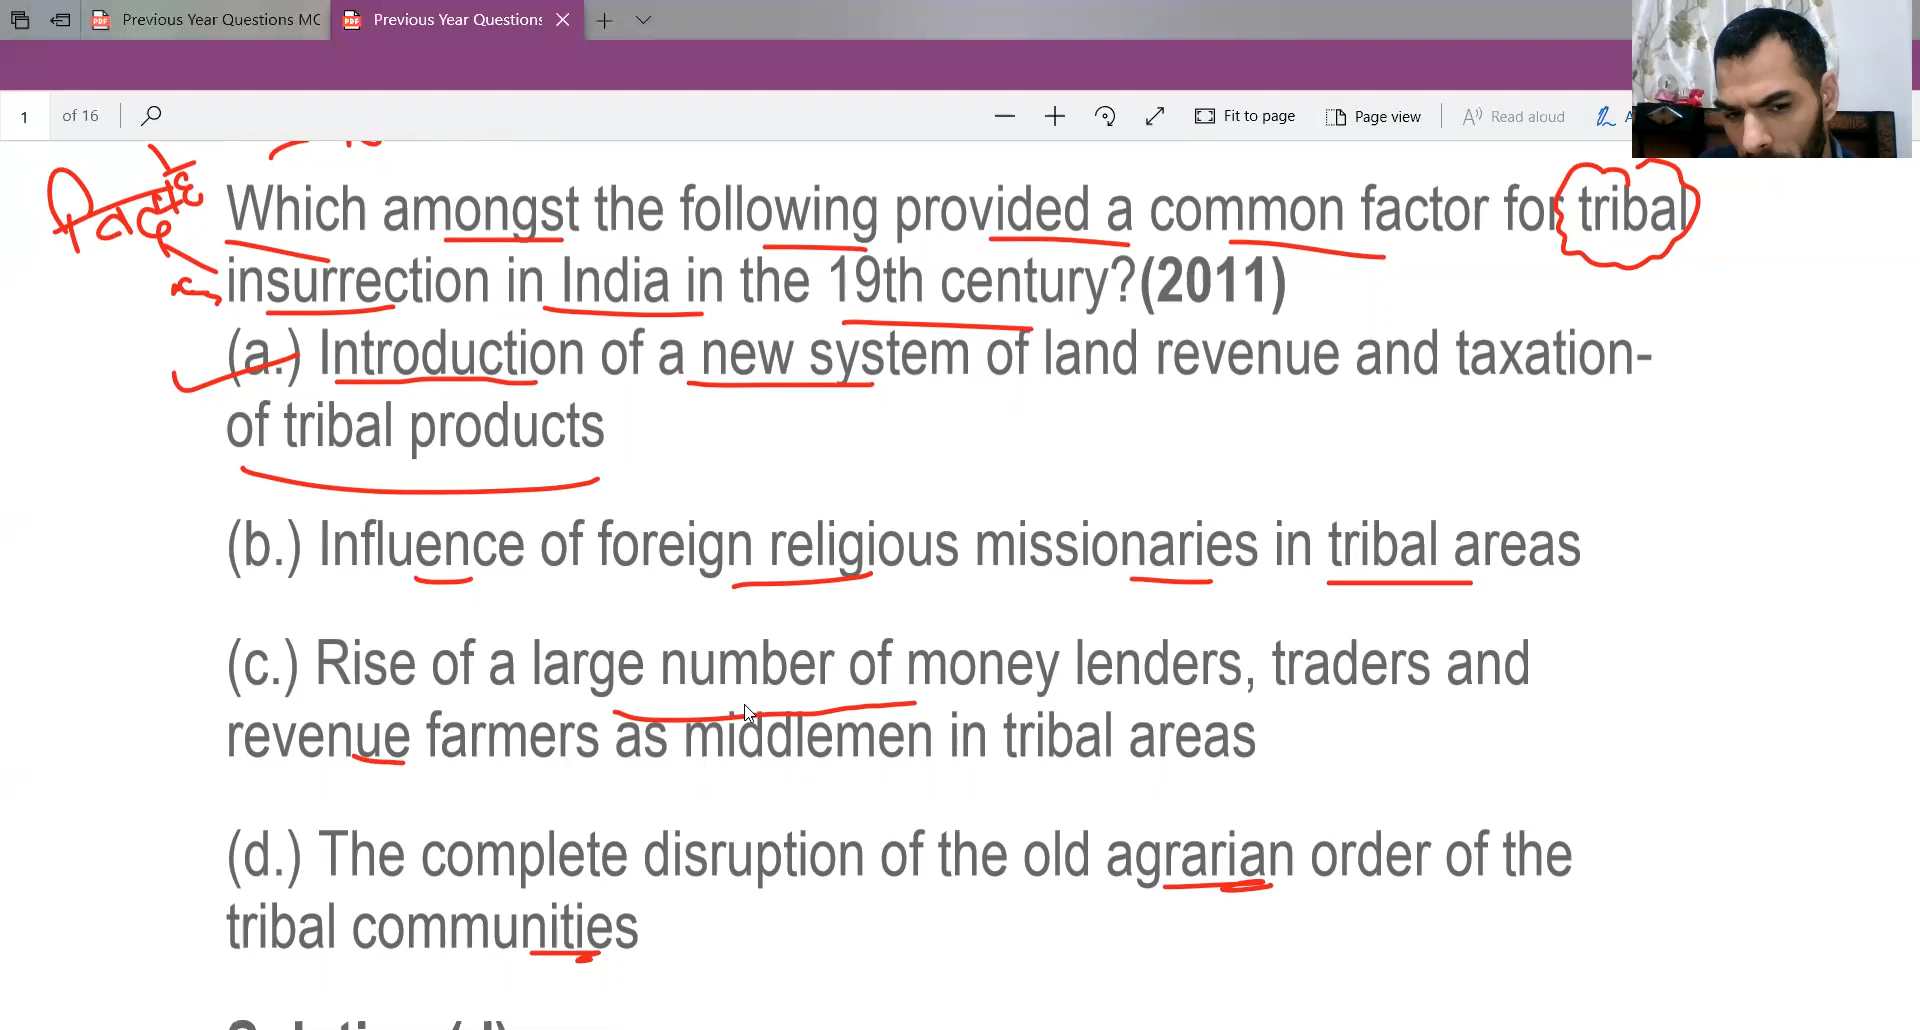 Previous Year Questions MC
Previous Year Questions
1 of 16
Fit to page
Page view
Read aloud
Which amongst the following provided a common factor for tribal
insurrection in India in the 19th century?(2011)
(a.) Introduction of a new system of land revenue and taxation-
of tribal products
(b.) Influence of foreign religious missionaries in tribal areas
(c.) Rise of a large number of money lenders, traders and
revenue farmers as middlemen in tribal areas
(d.) The complete disruption of the old agrarian order of the
tribal communities